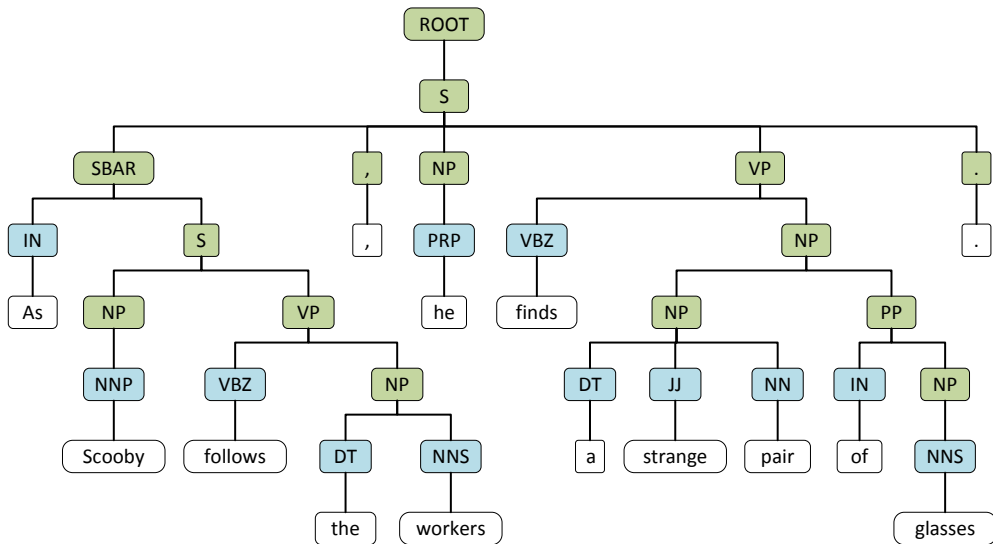 ROOT
S
SBAR , NP VP .
IN S , PRP VBZ NP .
As NP VP he finds NP PP
NNP VBZ NP DT JJ NN IN NP
Scooby follows DT NNS a strange pair of NNS
the workers glasses